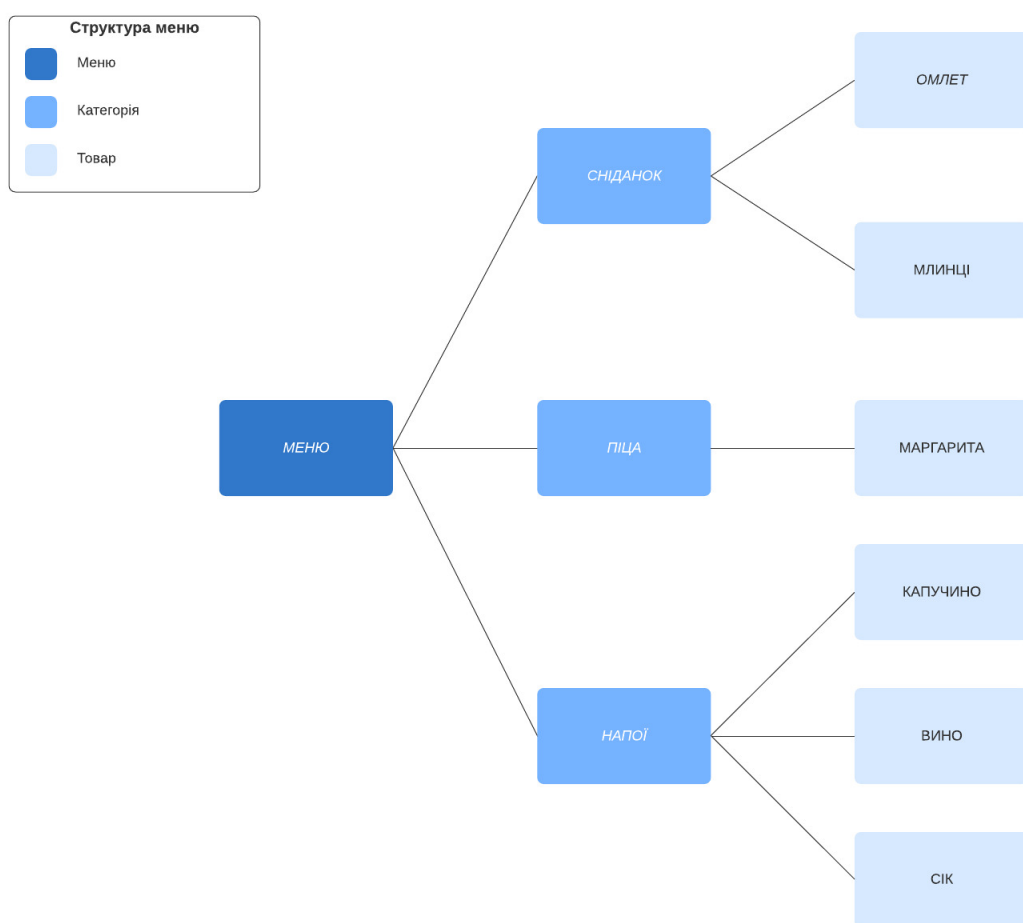 Структура меню
Меню
Категорія
Товар
ОМЛЕТ
СНІДАНОК
МЛИНЦІ
МЕНЮ
ПІЦА
МАРГАРИТА
КАПУЧИНО
НАПОЇ
ВИНО
СІК